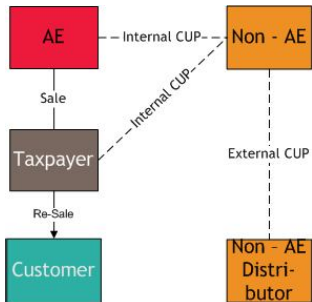 AE
Internal CUP
Non - AE
Sale
Internal CUP
Taxpayer
External CUP
Re-Sale
Customer
Non - AE
Distri-
butor